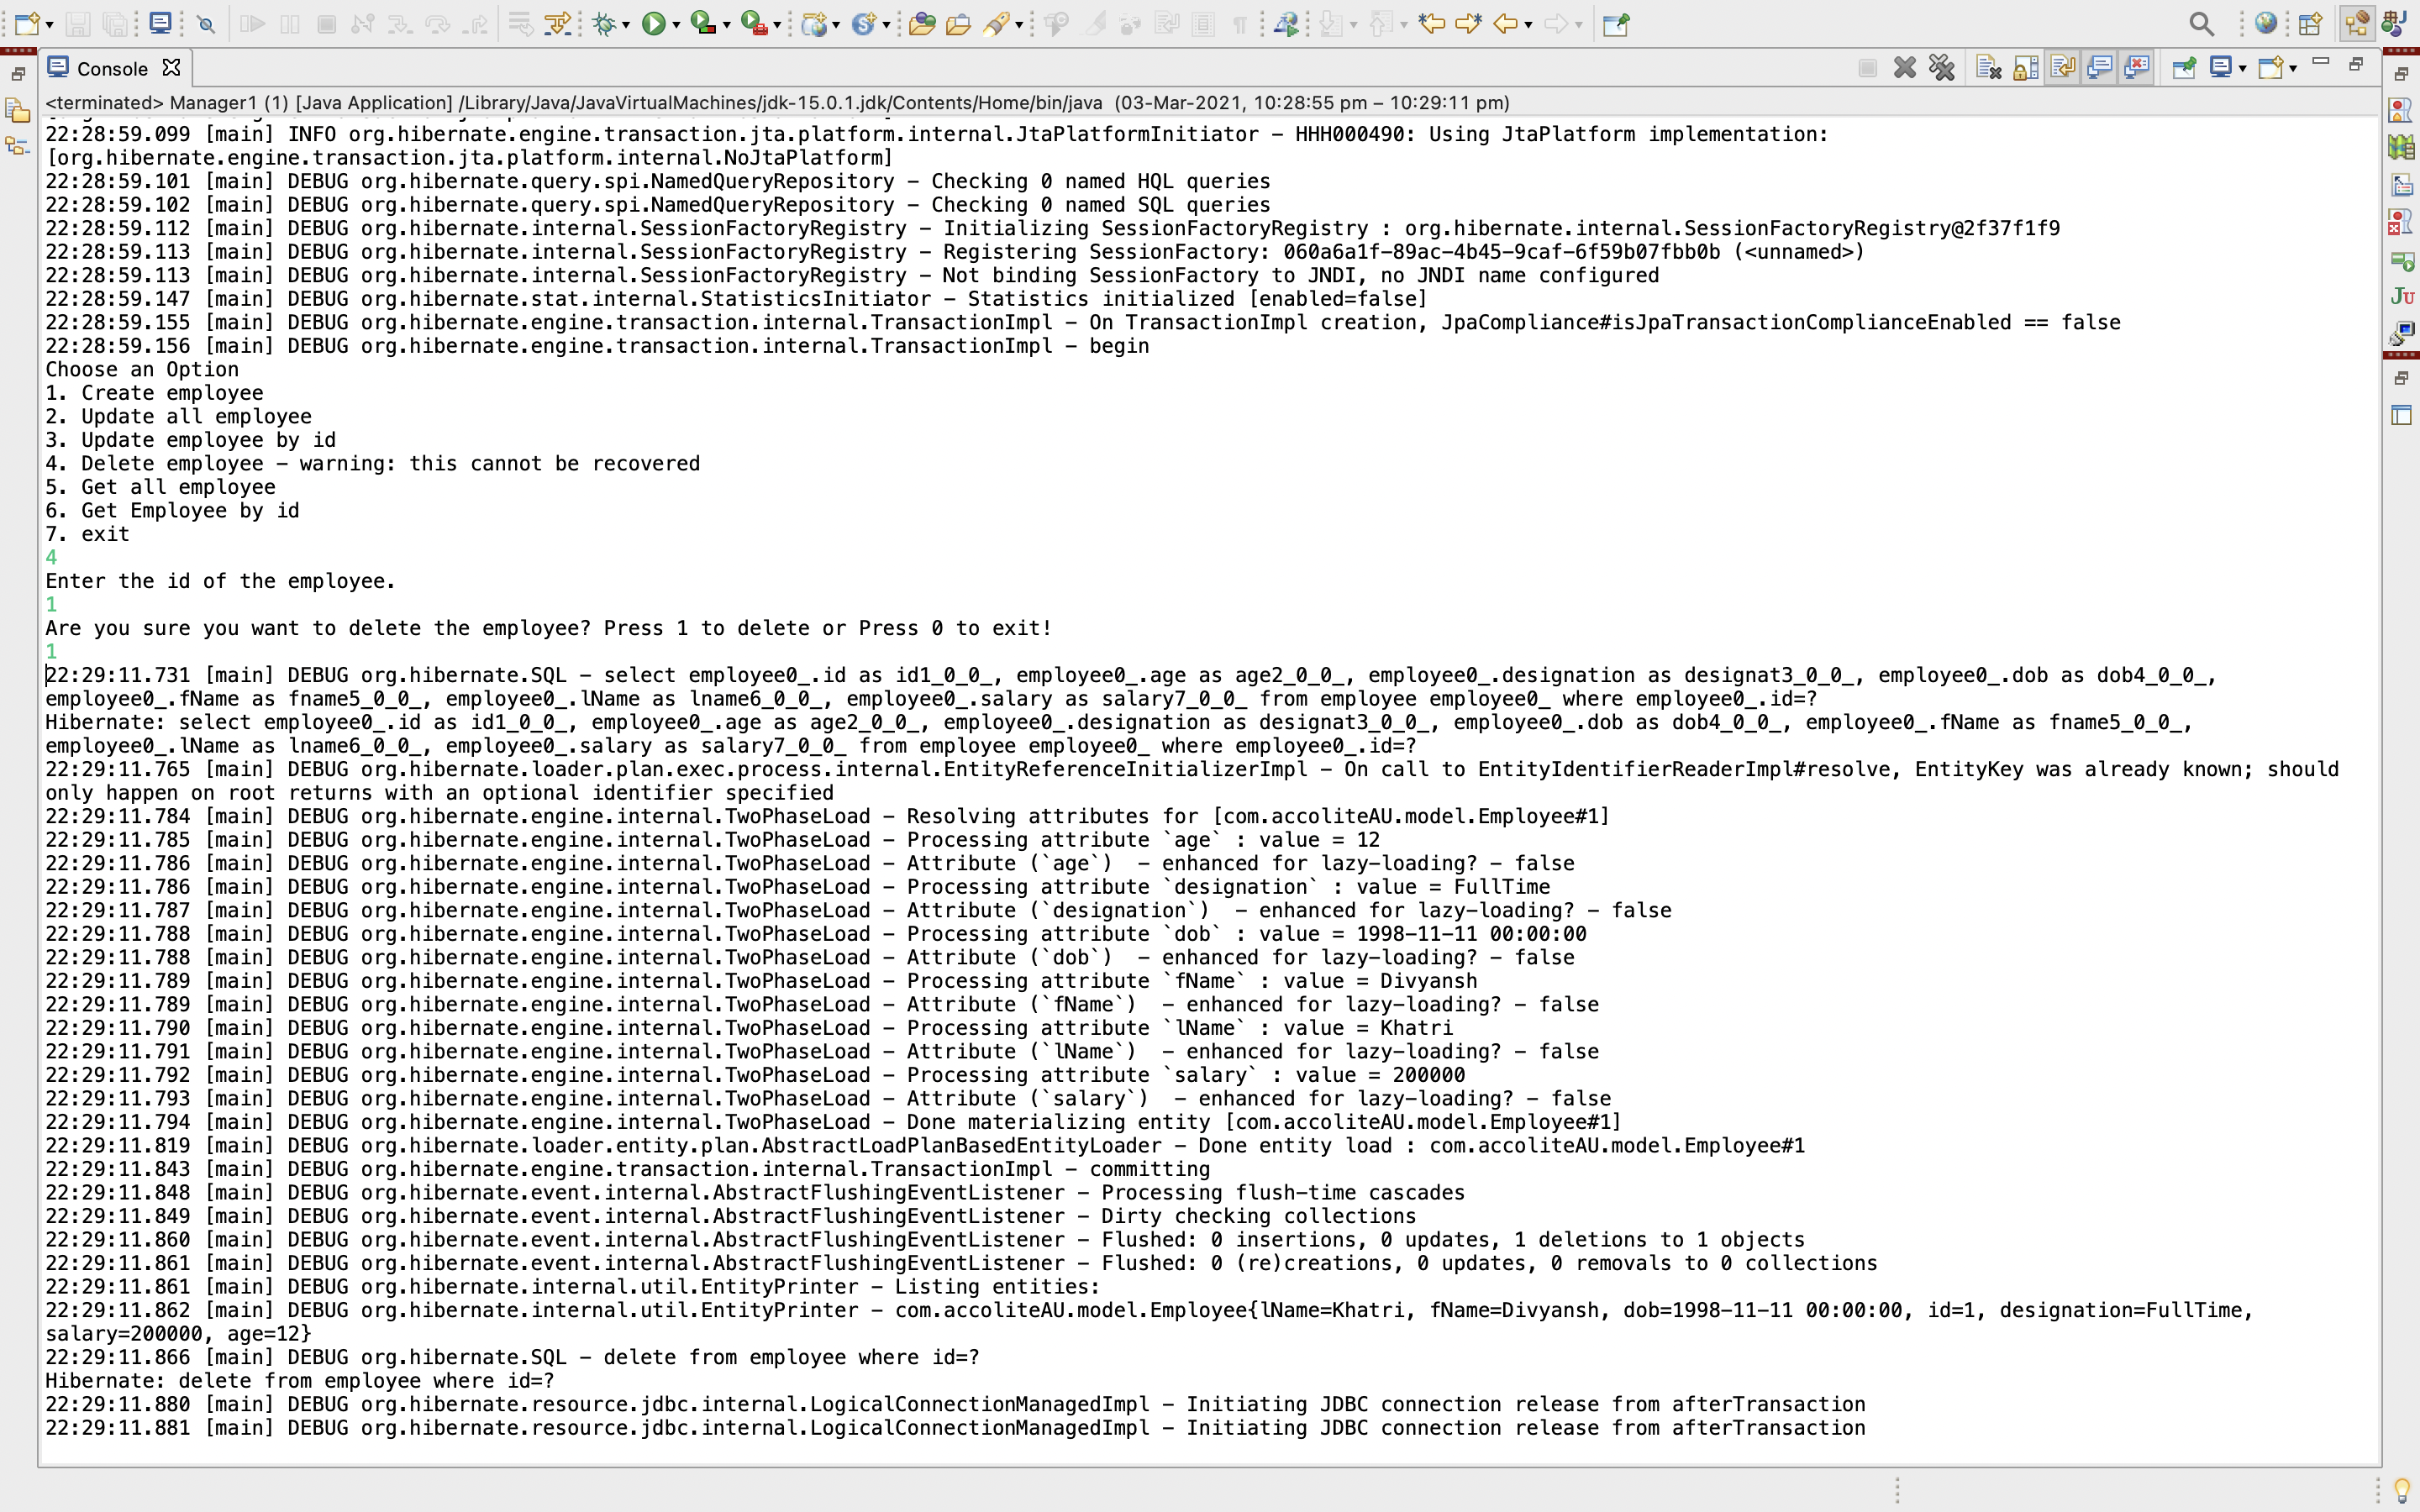 Console
<terminated> Manager1 (1) [Java Application] /Library/Java/JavaVirtualMachines/jdk-15.0.1.jdk/Contents/Home/bin/java  (03-Mar-2021, 10:28:55 pm – 10:29:11 pm)
22:28:59.099 [main] INFO org.hibernate.engine.transaction.jta.platform.internal.JtaPlatformInitiator - HHH000490: Using JtaPlatform implementation:
[org.hibernate.engine.transaction.jta.platform.internal.NoJtaPlatform]
22:28:59.101 [main] DEBUG org.hibernate.query.spi.NamedQueryRepository - Checking 0 named HQL queries
22:28:59.102 [main] DEBUG org.hibernate.query.spi.NamedQueryRepository - Checking 0 named SQL queries
22:28:59.112 [main] DEBUG org.hibernate.internal.SessionFactoryRegistry - Initializing SessionFactoryRegistry : org.hibernate.internal.SessionFactoryRegistry@2f37f1f9
22:28:59.113 [main] DEBUG org.hibernate.internal.SessionFactoryRegistry - Registering SessionFactory: 060a6a1f-89ac-4b45-9caf-6f59b07fbb0b (<unnamed>)
22:28:59.113 [main] DEBUG org.hibernate.internal.SessionFactoryRegistry - Not binding SessionFactory to JNDI, no JNDI name configured
22:28:59.147 [main] DEBUG org.hibernate.stat.internal.StatisticsInitiator - Statistics initialized [enabled=false]
22:28:59.155 [main] DEBUG org.hibernate.engine.transaction.internal.TransactionImpl - On TransactionImpl creation, JpaCompliance#isJpaTransactionComplianceEnabled == false
22:28:59.156 [main] DEBUG org.hibernate.engine.transaction.internal.TransactionImpl - begin
Choose an Option
1. Create employee
2. Update all employee
3. Update employee by id
4. Delete employee - warning: this cannot be recovered
5. Get all employee
6. Get Employee by id
7. exit
4
Enter the id of the employee.
1
Are you sure you want to delete the employee? Press 1 to delete or Press 0 to exit!
1
22:29:11.731 [main] DEBUG org.hibernate.SQL - select employee0_.id as id1_0_0_, employee0_.age as age2_0_0_, employee0_.designation as designat3_0_0_, employee0_.dob as dob4_0_0_,
employee0_.fName as fname5_0_0_, employee0_.lName as lname6_0_0_, employee0_.salary as salary7_0_0_ from employee employee0_ where employee0_.id=?
Hibernate: select employee0_.id as id1_0_0_, employee0_.age as age2_0_0_, employee0_.designation as designat3_0_0_, employee0_.dob as dob4_0_0_, employee0_.fName as fname5_0_0_,
employee0_.lName as lname6_0_0_, employee0_.salary as salary7_0_0_ from employee employee0_ where employee0_.id=?
22:29:11.765 [main] DEBUG org.hibernate.loader.plan.exec.process.internal.EntityReferenceInitializerImpl - On call to EntityIdentifierReaderImpl#resolve, EntityKey was already known; should
only happen on root returns with an optional identifier specified
22:29:11.784 [main] DEBUG org.hibernate.engine.internal.TwoPhaseLoad - Resolving attributes for [com.accoliteAU.model.Employee#1]
22:29:11.785 [main] DEBUG org.hibernate.engine.internal.TwoPhaseLoad - Processing attribute `age` : value = 12
22:29:11.786 [main] DEBUG org.hibernate.engine.internal.TwoPhaseLoad - Attribute (`age`)  - enhanced for lazy-loading? - false
22:29:11.786 [main] DEBUG org.hibernate.engine.internal.TwoPhaseLoad - Processing attribute `designation` : value = FullTime
22:29:11.787 [main] DEBUG org.hibernate.engine.internal.TwoPhaseLoad - Attribute (`designation`)  - enhanced for lazy-loading? - false
22:29:11.788 [main] DEBUG org.hibernate.engine.internal.TwoPhaseLoad - Processing attribute `dob` : value = 1998-11-11 00:00:00
22:29:11.788 [main] DEBUG org.hibernate.engine.internal.TwoPhaseLoad - Attribute (`dob`)  - enhanced for lazy-loading? - false
22:29:11.789 [main] DEBUG org.hibernate.engine.internal.TwoPhaseLoad - Processing attribute `fName` : value = Divyansh
22:29:11.789 [main] DEBUG org.hibernate.engine.internal.TwoPhaseLoad - Attribute (`fName`)  - enhanced for lazy-loading? - false
22:29:11.790 [main] DEBUG org.hibernate.engine.internal.TwoPhaseLoad - Processing attribute `lName` : value = Khatri
22:29:11.791 [main] DEBUG org.hibernate.engine.internal.TwoPhaseLoad - Attribute (`lName`)  - enhanced for lazy-loading? - false
22:29:11.792 [main] DEBUG org.hibernate.engine.internal.TwoPhaseLoad - Processing attribute `salary` : value = 200000
22:29:11.793 [main] DEBUG org.hibernate.engine.internal.TwoPhaseLoad - Attribute (`salary`)  - enhanced for lazy-loading? - false
22:29:11.794 [main] DEBUG org.hibernate.engine.internal.TwoPhaseLoad - Done materializing entity [com.accoliteAU.model.Employee#1]
22:29:11.819 [main] DEBUG org.hibernate.loader.entity.plan.AbstractLoadPlanBasedEntityLoader - Done entity load : com.accoliteAU.model.Employee#1
22:29:11.843 [main] DEBUG org.hibernate.engine.transaction.internal.TransactionImpl - committing
22:29:11.848 [main] DEBUG org.hibernate.event.internal.AbstractFlushingEventListener - Processing flush-time cascades
22:29:11.849 [main] DEBUG org.hibernate.event.internal.AbstractFlushingEventListener - Dirty checking collections
22:29:11.860 [main] DEBUG org.hibernate.event.internal.AbstractFlushingEventListener - Flushed: 0 insertions, 0 updates, 1 deletions to 1 objects
22:29:11.861 [main] DEBUG org.hibernate.event.internal.AbstractFlushingEventListener - Flushed: 0 (re)creations, 0 updates, 0 removals to 0 collections
22:29:11.861 [main] DEBUG org.hibernate.internal.util.EntityPrinter - Listing entities:
22:29:11.862 [main] DEBUG org.hibernate.internal.util.EntityPrinter - com.accoliteAU.model.Employee{lName=Khatri, fName=Divyansh, dob=1998-11-11 00:00:00, id=1, designation=FullTime,
salary=200000, age=12}
22:29:11.866 [main] DEBUG org.hibernate.SQL - delete from employee where id=?
Hibernate: delete from employee where id=?
22:29:11.880 [main] DEBUG org.hibernate.resource.jdbc.internal.LogicalConnectionManagedImpl - Initiating JDBC connection release from afterTransaction
22:29:11.881 [main] DEBUG org.hibernate.resource.jdbc.internal.LogicalConnectionManagedImpl - Initiating JDBC connection release from afterTransaction